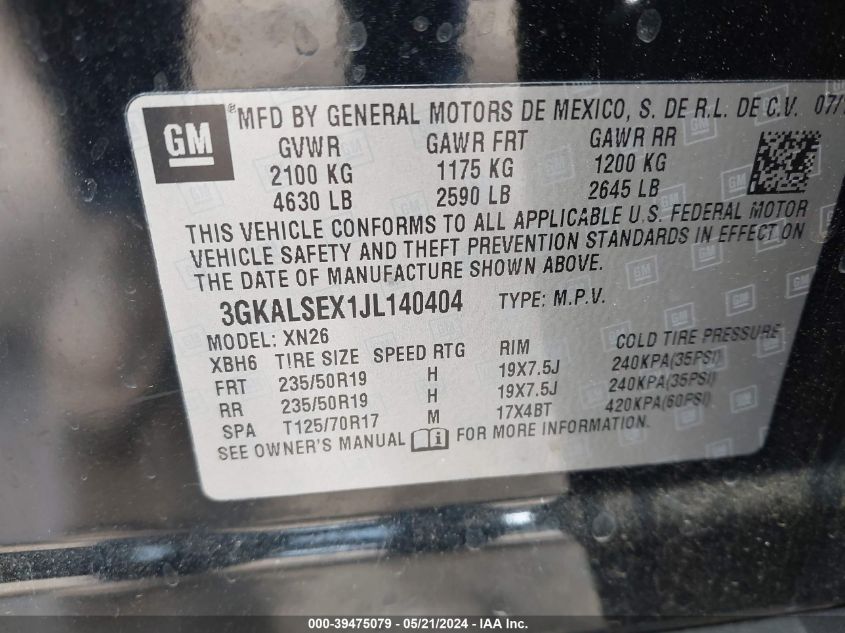 GM
®MFD BY GENERAL MOTORS DE MEXICO, S. DE R.L. DE C.V. 07/
GVWR GAWR FRT GAWR RR
2100 KG 1175 KG 1200 KG
4630 LB 2590 LB 2645 LB
THIS VEHICLE CONFORMS TO ALL APPLICABLE U.S. FEDERAL MOTOR
VEHICLE SAFETY AND THEFT PREVENTION STANDARDS IN EFFECT ON
THE DATE OF MANUFACTURE SHOWN ABOVE.
3GKALSEX1JL140404 TYPE: M.P.V.
MODEL: XN26
XBH6 TIRE SIZE SPEED RTG RIM COLD TIRE PRESSURE
FRT 235/50R19 H 19X7.5J 240KPA(35PSI)
RR 235/50R19 H 19X7.5J 240KPA(35PSI)
SPA T125/70R17 M 17X4BT 420KPA(60PSI)
SEE OWNER'S MANUAL FOR MORE INFORMATION.
000-39475079 - 05/21/2024 - IAA Inc.